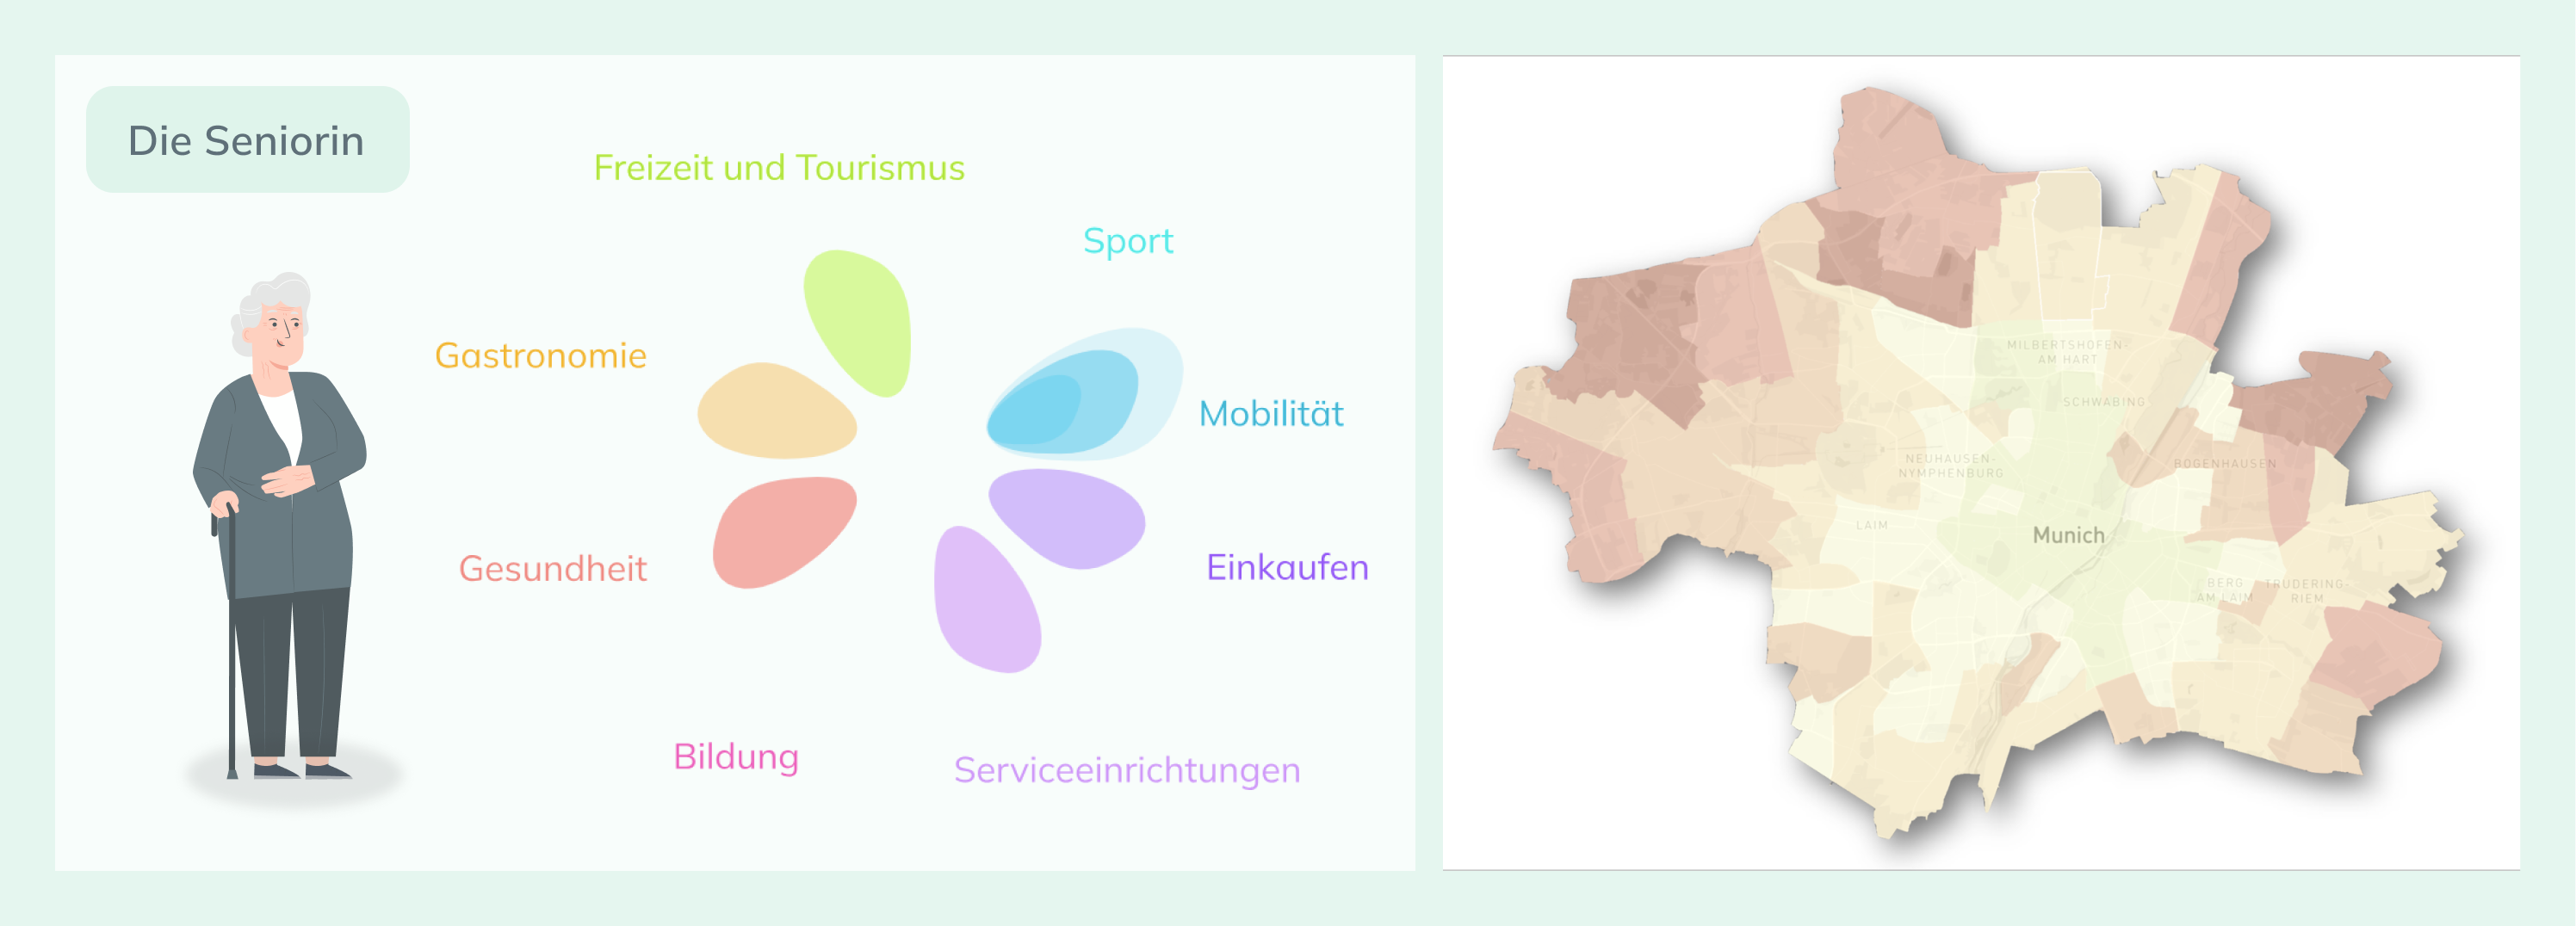 Die Seniorin
Freizeit und Tourismus
Sport
Gastronomie
Mobilität
Gesundheit
Einkaufen
Bildung
Serviceeinrichtungen
MILBERTSHOFEN-
AM HART
SCHWABING
NEUHAUSEN-
NYMPHENBURG
BOGENHAUSEN
LAIM
Munich
BERG
AM LAIM
TRUDERING-
RIEM